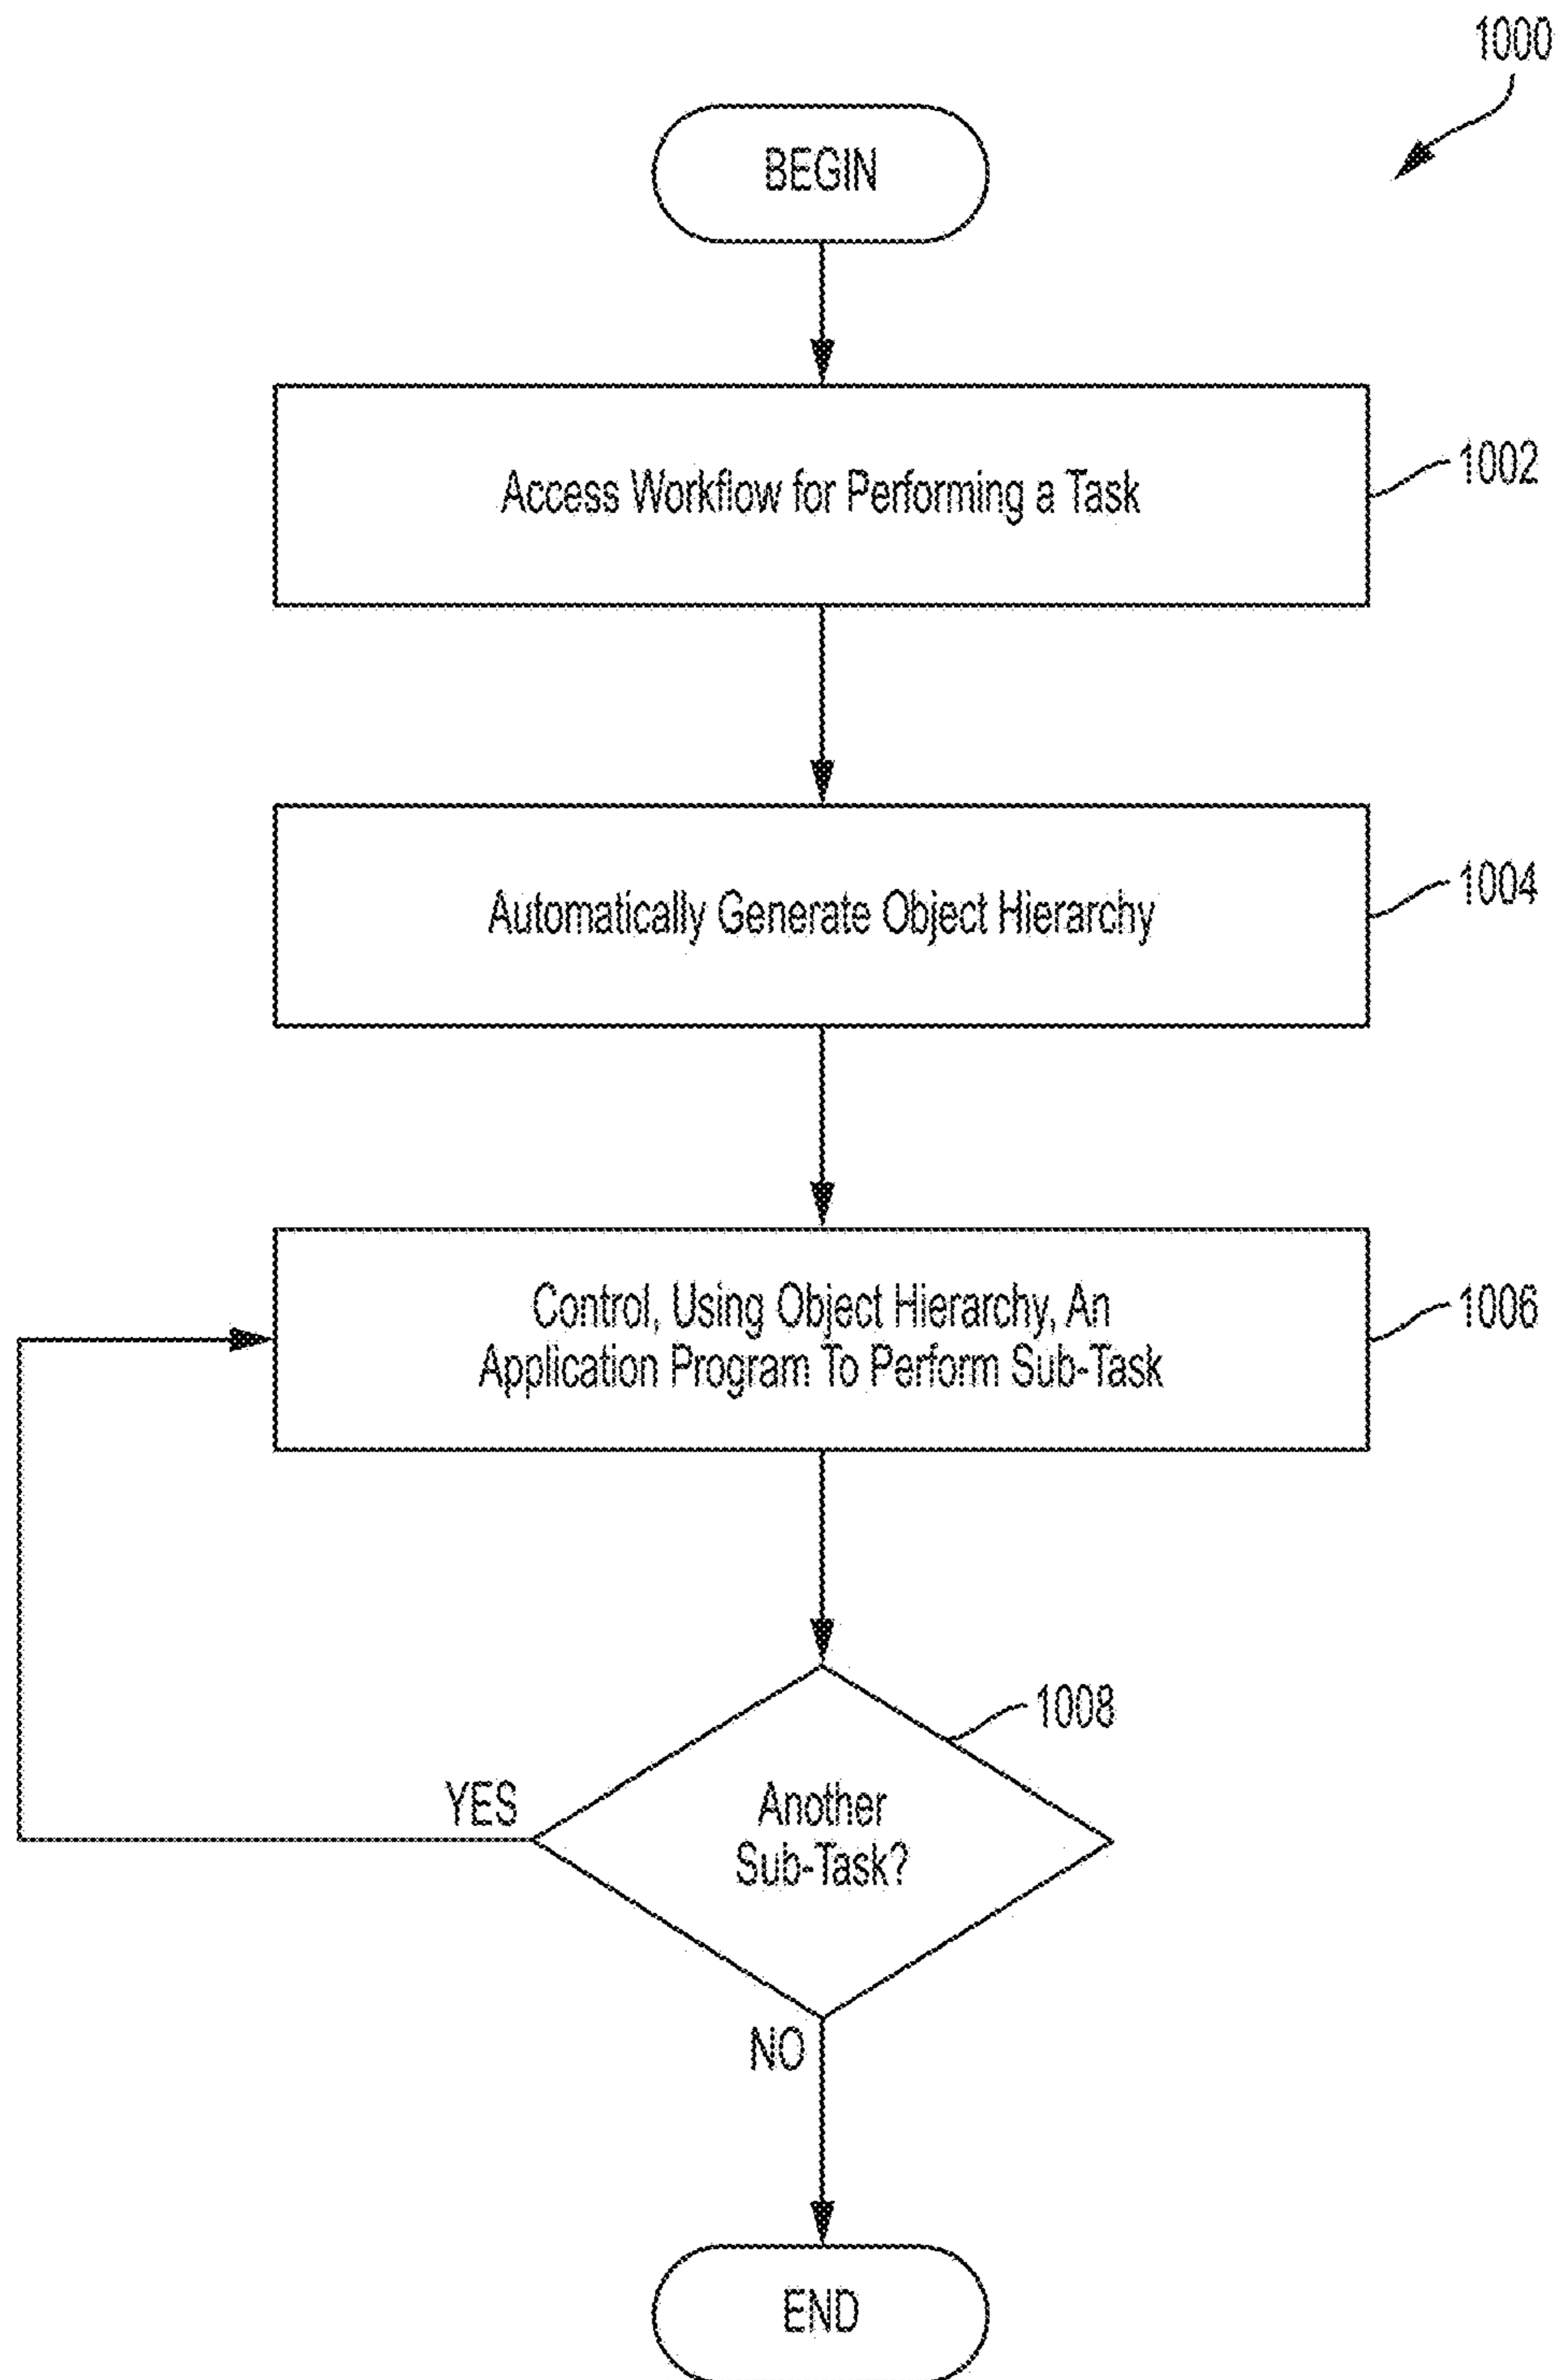 1000
BEGIN
Access Workflow for Performing a Task
1002
Automatically Generate Object Hierarchy
1004
Control, Using Object Hierarchy, An
Application Program To Perform Sub-Task
1006
1008
Another
Sub-Task?
YES
NO
END